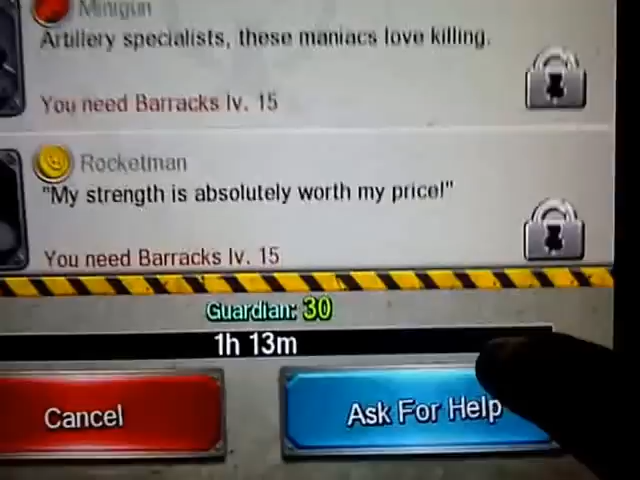 Minigun
Artillery specialists, these maniacs love killing.
You need Barracks lv. 15
Rocketman
"My strength is absolutely worth my price!"
You need Barracks lv. 15
Guardian: 30
1h 13m
Cancel
Ask For Help